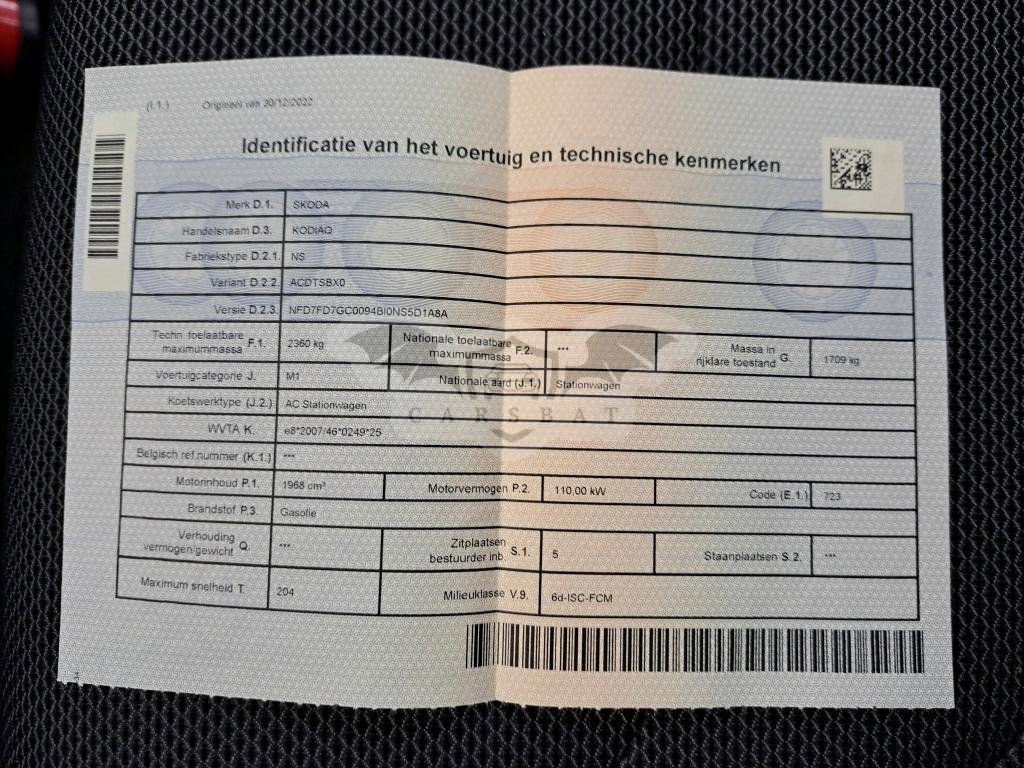 (I.1.) Origineel van 30/12/2022
Identificatie van het voertuig en technische kenmerken
Merk D.1. SKODA
Handelsnaam D.3. KODIAQ
Fabriekstype D.2.1. NS
Variant D.2.2. ACDTSBX0
Versie D.2.3. NFD7FD7GC0094BI0NS5D1A8A
Techn. toelaatbare maximummassa F.1. 2360 kg Nationale toelaatbare maximummassa F.2. --- Massa in rijklare toestand G. 1709 kg
Voertuigcategorie J. M1 Nationale aard (J.1.) Stationwagen
Koetswerktype (J.2.) AC Stationwagen
CARSBAT
WVTA K. e8*2007/46*0249*25
Belgisch ref.nummer (K.1.) ---
Motorinhoud P.1. 1968 cm³ Motorvermogen P.2. 110,00 kW Code (E.1.) 723
Brandstof P.3 Gasolie
Verhouding vermogen/gewicht Q. --- Zitplaatsen bestuurder inb S.1. 5 Staanplaatsen S.2. ---
Maximum snelheid T. 204 Milieuklasse V.9. 6d-ISC-FCM